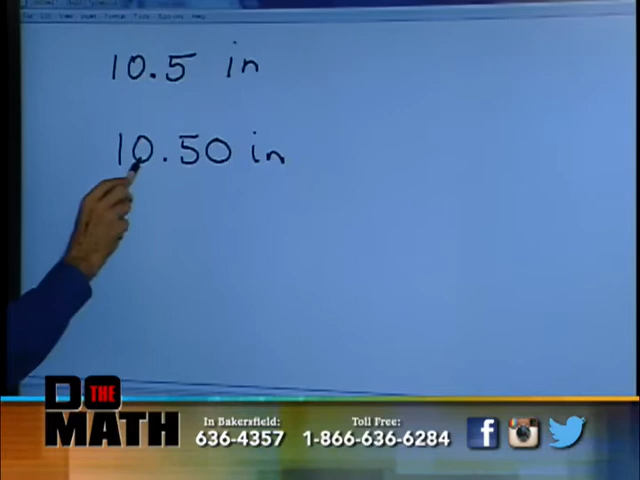 10.5 in
10.50 in
DO THE MATH
In Bakersfield:
636-4357
Toll Free:
1-866-636-6284